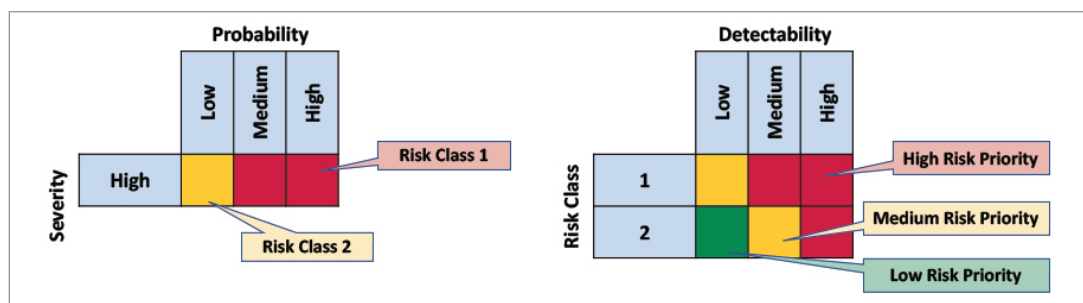 Probability
Low
Medium
High
Severity
High
Risk Class 1
Risk Class 2
Detectability
Low
Medium
High
Risk Class
1
2
High Risk Priority
Medium Risk Priority
Low Risk Priority